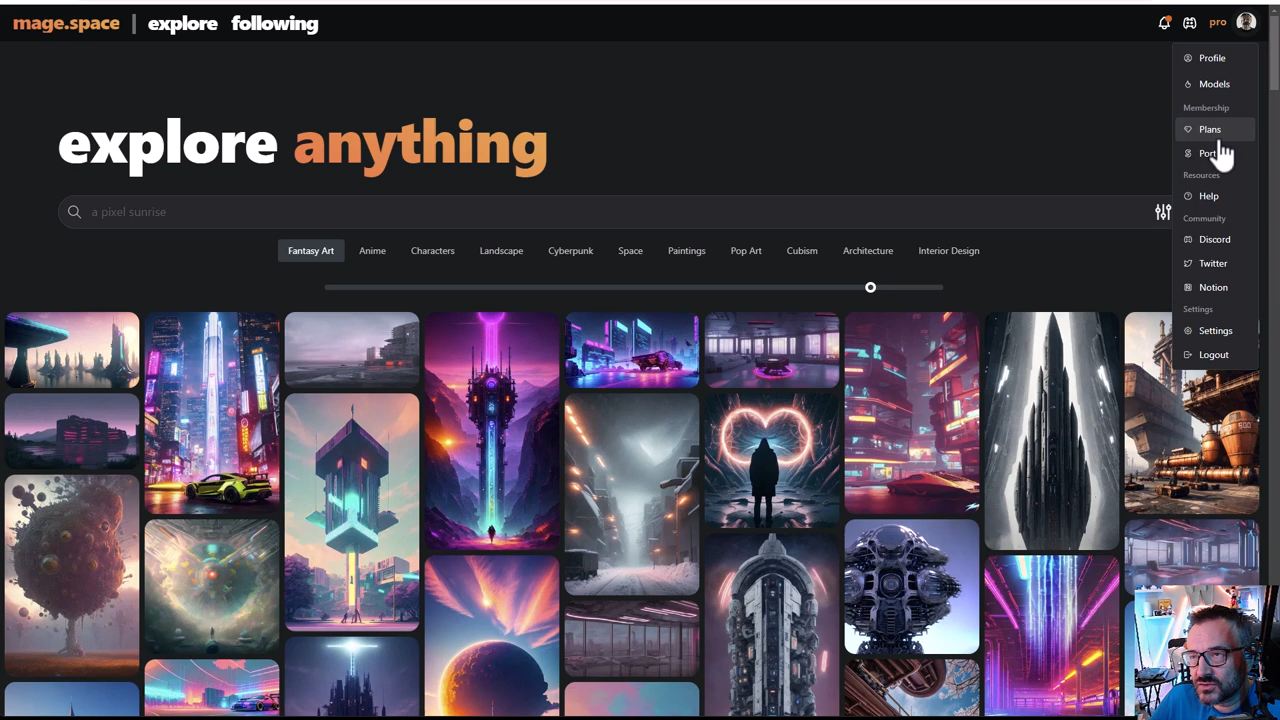 mage.space | explore following
pro
Profile
Models
Membership
Plans
Resources
Help
Community
Discord
Twitter
Notion
Settings
Settings
Logout
explore anything
a pixel sunrise
Fantasy Art Anime Characters Landscape Cyberpunk Space Paintings Pop Art Cubism Architecture Interior Design